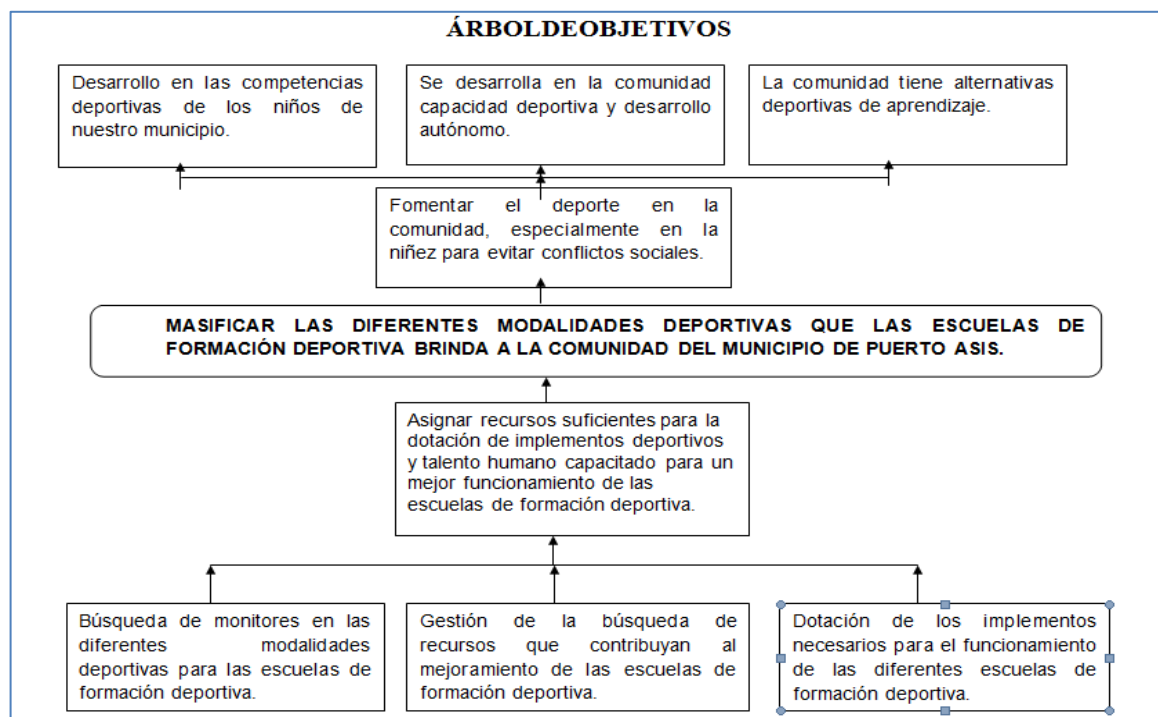 ÁRBOLDEOBJETIVOS
Desarrollo en las competencias
deportivas de los niños de
nuestro municipio.
Se desarrolla en la comunidad
capacidad deportiva y desarrollo
autónomo.
La comunidad tiene alternativas
deportivas de aprendizaje.
Fomentar el deporte en la
comunidad, especialmente en la
niñez para evitar conflictos sociales.
MASIFICAR LAS DIFERENTES MODALIDADES DEPORTIVAS QUE LAS ESCUELAS DE
FORMACIÓN DEPORTIVA BRINDA A LA COMUNIDAD DEL MUNICIPIO DE PUERTO ASIS.
Asignar recursos suficientes para la
dotación de implementos deportivos
y talento humano capacitado para un
mejor funcionamiento de las
escuelas de formación deportiva.
Búsqueda de monitores en las
diferentes modalidades
deportivas para las escuelas de
formación deportiva.
Gestión de la búsqueda de
recursos que contribuyan al
mejoramiento de las escuelas de
formación deportiva.
Dotación de los implementos
necesarios para el funcionamiento
de las diferentes escuelas de
formación deportiva.